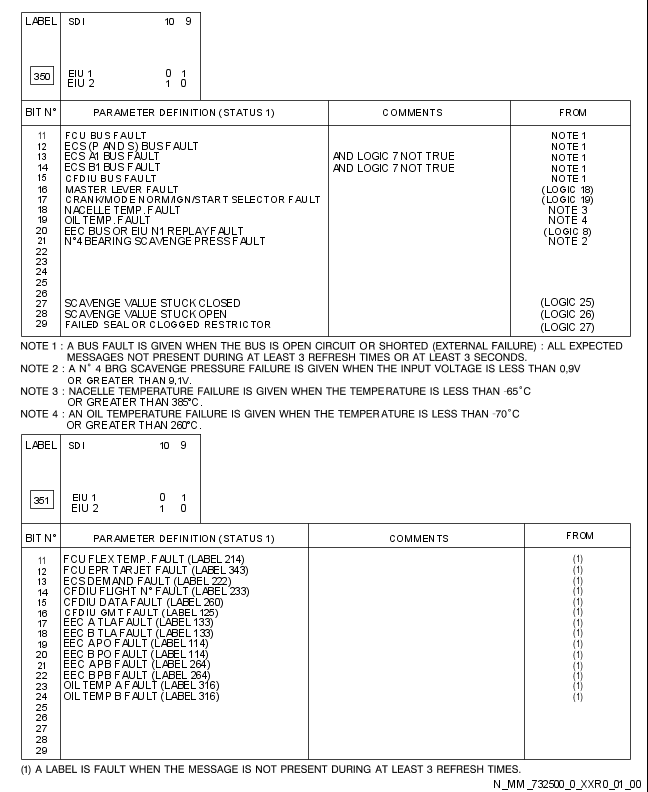 LABEL SDI 10 9
350 EIU 1 0 1
EIU 2 1 0
BIT N° PARAMETER DEFINITION (STATUS 1) COMMENTS FROM
11 FCU BUS FAULT NOTE 1
12 ECS (P AND S) BUS FAULT NOTE 1
13 ECS A1 BUS FAULT AND LOGIC 7 NOT TRUE NOTE 1
14 ECS B1 BUS FAULT AND LOGIC 7 NOT TRUE NOTE 1
15 CFDIU BUS FAULT NOTE 1
16 MASTER LEVER FAULT (LOGIC 18)
17 CRANK/MODE NORM/IGN/START SELECTOR FAULT (LOGIC 19)
18 NACELLE TEMP. FAULT NOTE 3
19 OIL TEMP. FAULT NOTE 4
20 EEC BUS OR EIU N1 REPLAY FAULT (LOGIC 8)
21 N°4 BEARING SCAVENGE PRESS FAULT NOTE 2
22
23
24
25
26
27 SCAVENGE VALUE STUCK CLOSED (LOGIC 25)
28 SCAVENGE VALUE STUCK OPEN (LOGIC 26)
29 FAILED SEAL OR CLOGGED RESTRICTOR (LOGIC 27)
NOTE 1 : A BUS FAULT IS GIVEN WHEN THE BUS IS OPEN CIRCUIT OR SHORTED (EXTERNAL FAILURE) : ALL EXPECTED
MESSAGES NOT PRESENT DURING AT LEAST 3 REFRESH TIMES OR AT LEAST 3 SECONDS.
NOTE 2 : A N° 4 BRG SCAVENGE PRESSURE FAILURE IS GIVEN WHEN THE INPUT VOLTAGE IS LESS THAN 0,9V
OR GREATER THAN 9,1V.
NOTE 3 : NACELLE TEMPERATURE FAILURE IS GIVEN WHEN THE TEMPERATURE IS LESS THAN -65°C
OR GREATER THAN 385°C.
NOTE 4 : AN OIL TEMPERATURE FAILURE IS GIVEN WHEN THE TEMPERATURE IS LESS THAN -70°C
OR GREATER THAN 260°C.
LABEL SDI 10 9
351 EIU 1 0 1
EIU 2 1 0
BIT N° PARAMETER DEFINITION (STATUS 1) COMMENTS FROM
11 FCU FLEX TEMP. FAULT (LABEL 214) (1)
12 FCU EPR TARJET FAULT (LABEL 343) (1)
13 ECS DEMAND FAULT (LABEL 222) (1)
14 CFDIU FLIGHT N° FAULT (LABEL 233) (1)
15 CFDIU DATA FAULT (LABEL 260) (1)
16 CFDIU GMT FAULT (LABEL 125) (1)
17 EEC A TLA FAULT (LABEL 133) (1)
18 EEC B TLA FAULT (LABEL 133) (1)
19 EEC A PO FAULT (LABEL 114) (1)
20 EEC B PO FAULT (LABEL 114) (1)
21 EEC A PB FAULT (LABEL 264) (1)
22 EEC B PB FAULT (LABEL 264) (1)
23 OIL TEMP A FAULT (LABEL 316) (1)
24 OIL TEMP B FAULT (LABEL 316) (1)
25
26
27
28
29
(1) A LABEL IS FAULT WHEN THE MESSAGE IS NOT PRESENT DURING AT LEAST 3 REFRESH TIMES.
N_MM_732500_0_XXR0_01_00